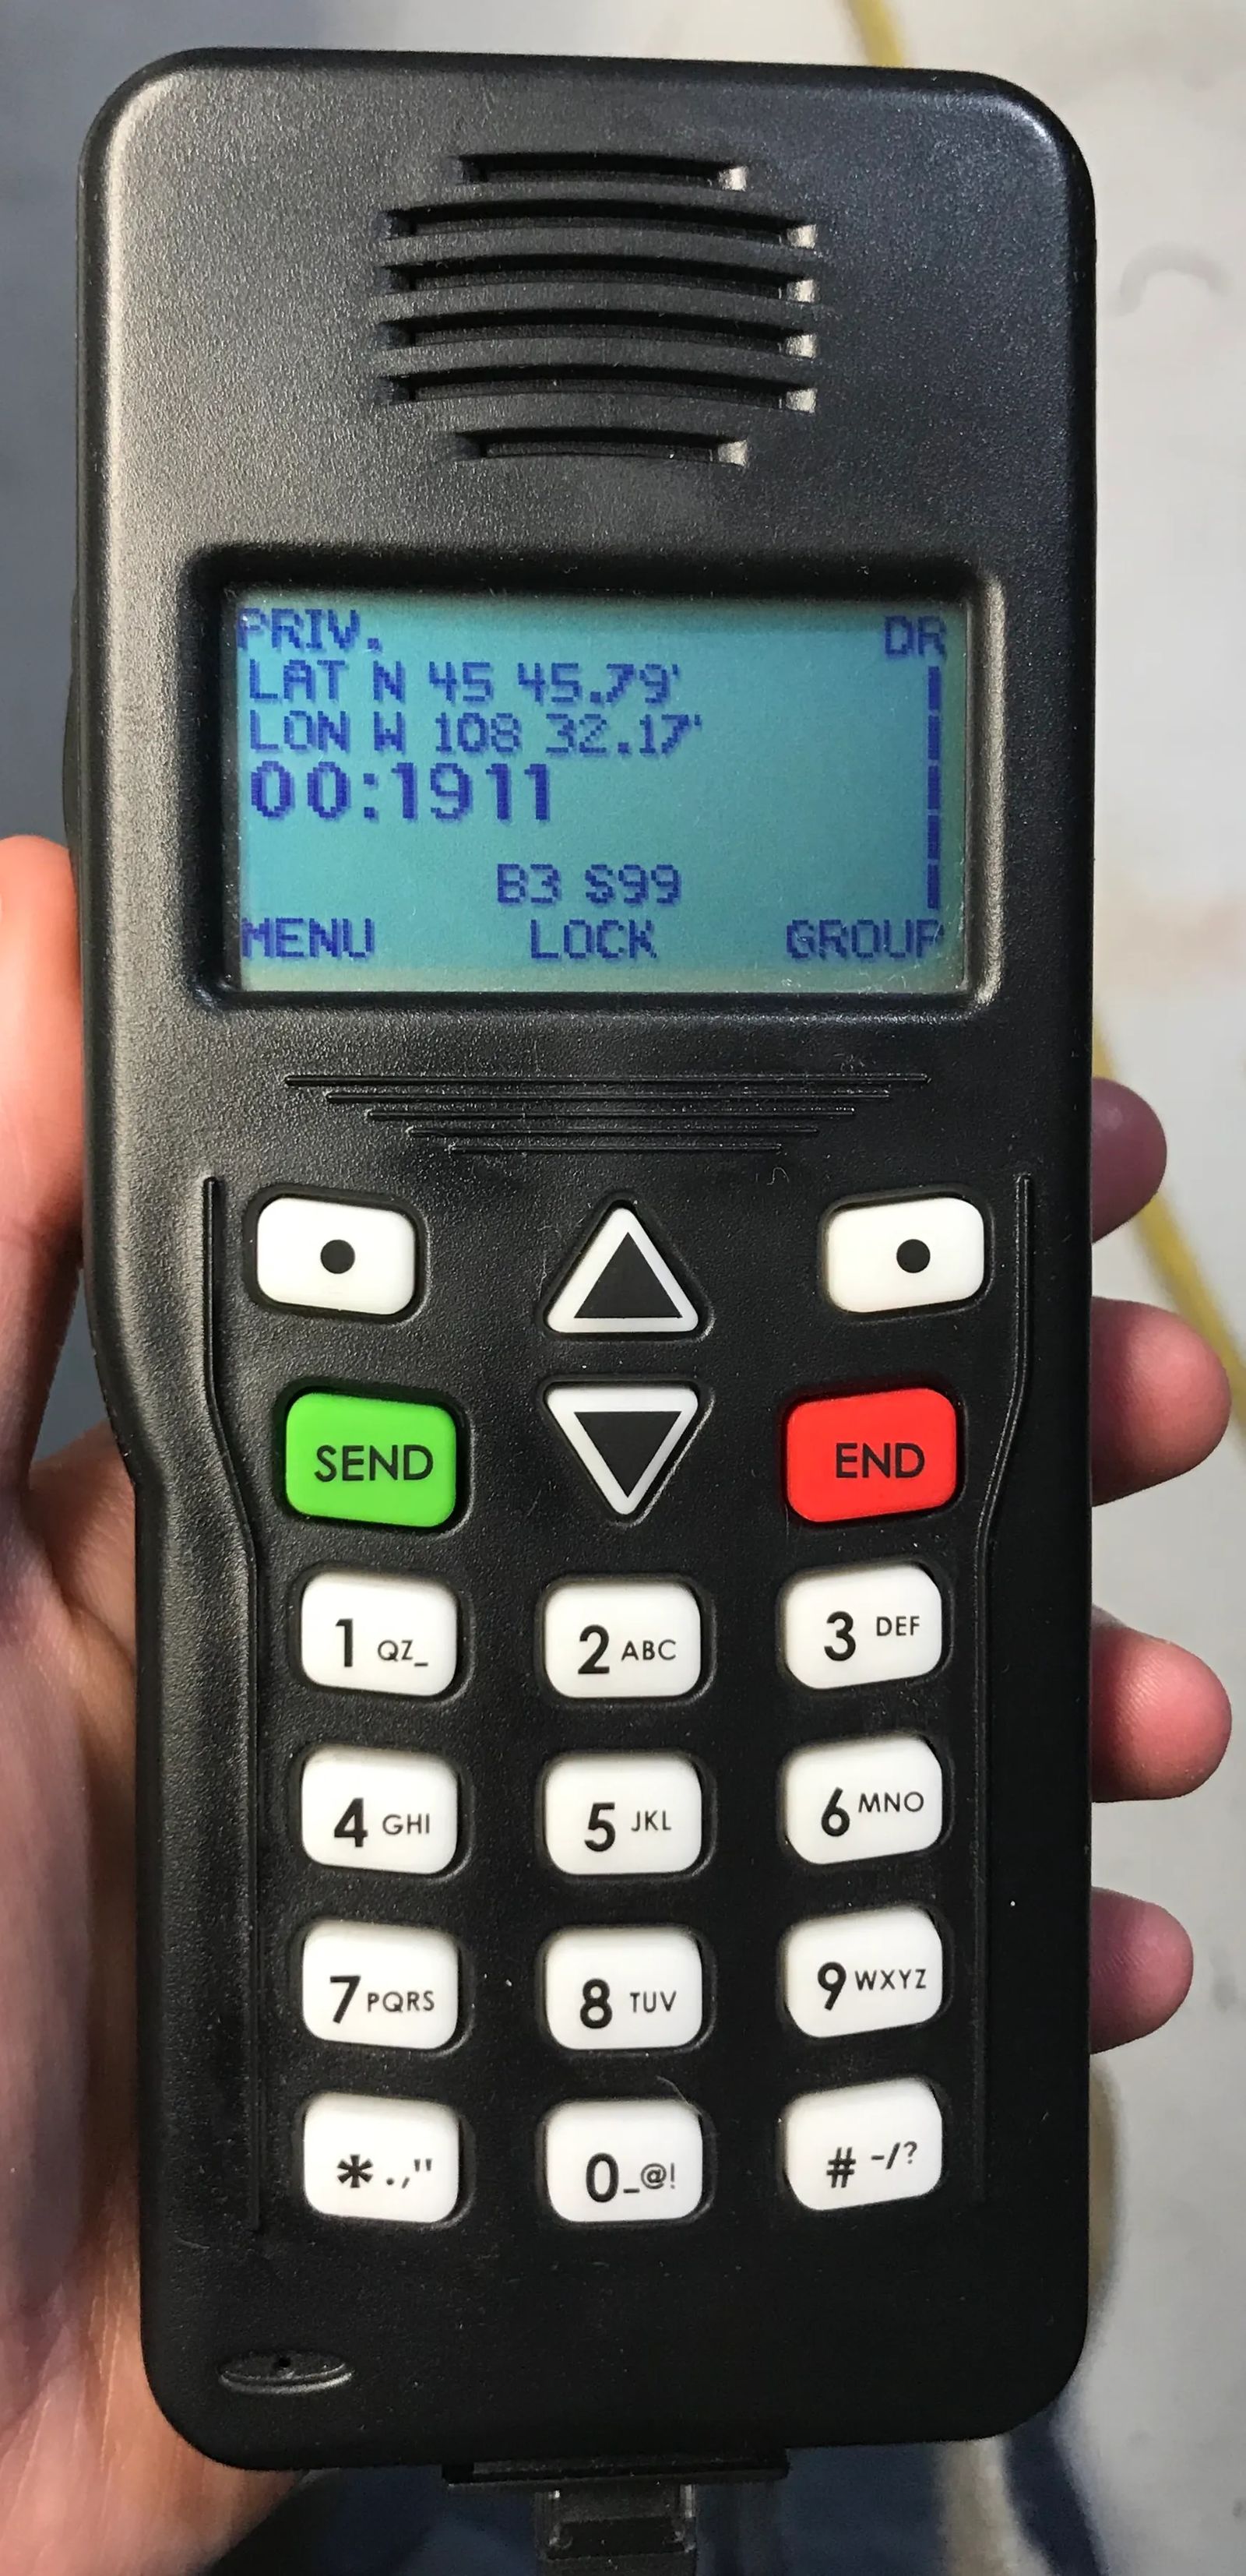 PRIV. DR
LAT N 45 45.79'
LON W 108 32.17'
00:1911
B3 S99
MENU LOCK GROUP
SEND END
1 QZ_ 2 ABC 3 DEF
4 GHI 5 JKL 6 MNO
7 PQRS 8 TUV 9 WXYZ
* .,'' 0 _@! # -/?